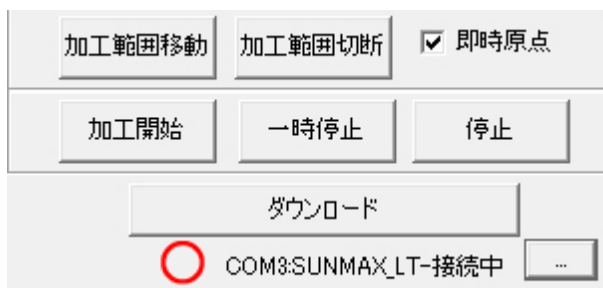 加工範囲移動 加工範囲切断 即時原点
加工開始 一時停止 停止
ダウンロード
COM3:SUNMAX_LT-接続中 ...